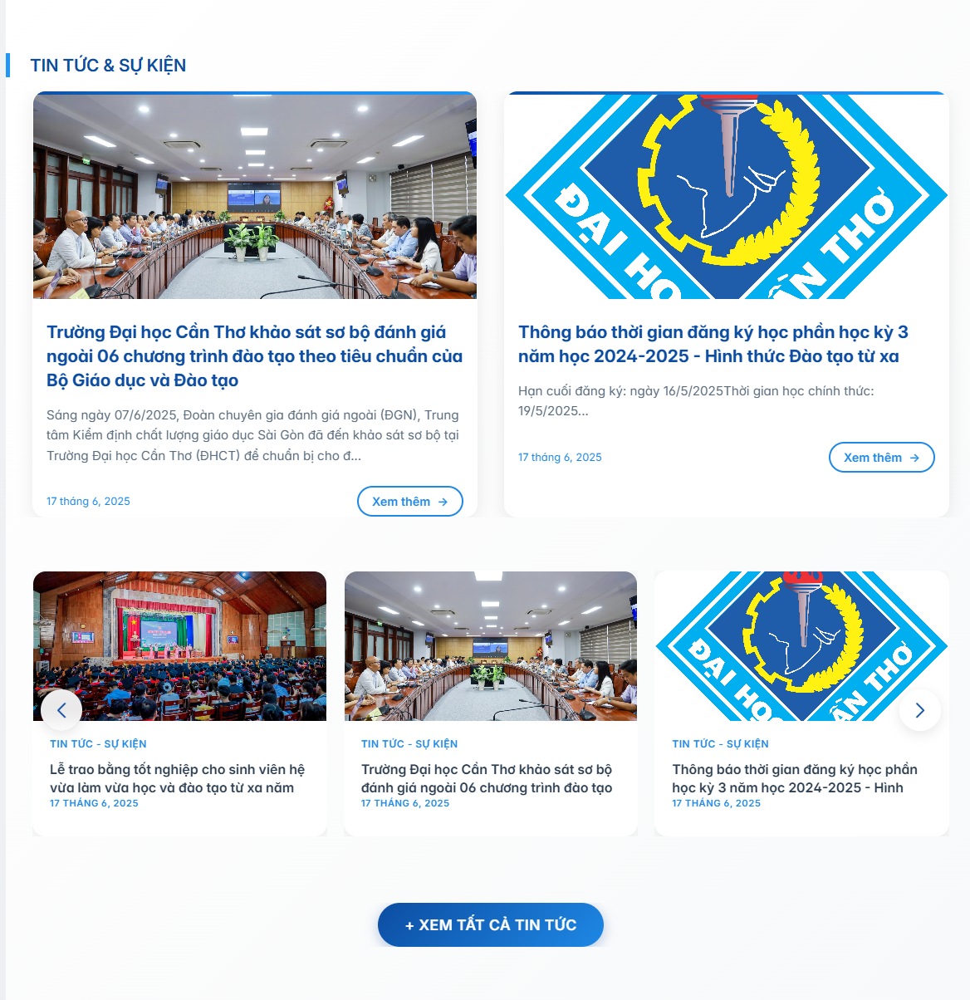 TIN TỨC & SỰ KIỆN
ĐẠI HỌ ẦN THƠ
Trường Đại học Cần Thơ khảo sát sơ bộ đánh giá
ngoài 06 chương trình đào tạo theo tiêu chuẩn của
Bộ Giáo dục và Đào tạo
Sáng ngày 07/6/2025, Đoàn chuyên gia đánh giá ngoài (ĐGN), Trung
tâm Kiểm định chất lượng giáo dục Sài Gòn đã đến khảo sát sơ bộ tại
Trường Đại học Cần Thơ (ĐHCT) để chuẩn bị cho đ...
17 tháng 6, 2025
Xem thêm →
Thông báo thời gian đăng ký học phần học kỳ 3
năm học 2024-2025 - Hình thức Đào tạo từ xa
Hạn cuối đăng ký: ngày 16/5/2025Thời gian học chính thức:
19/5/2025...
17 tháng 6, 2025
Xem thêm →
TIN TỨC - SỰ KIỆN
Lễ trao bằng tốt nghiệp cho sinh viên hệ
vừa làm vừa học và đào tạo từ xa năm
17 THÁNG 6, 2025
TIN TỨC - SỰ KIỆN
Trường Đại học Cần Thơ khảo sát sơ bộ
đánh giá ngoài 06 chương trình đào tạo
17 THÁNG 6, 2025
ĐẠI HỌ ẦN THƠ
TIN TỨC - SỰ KIỆN
Thông báo thời gian đăng ký học phần
học kỳ 3 năm học 2024-2025 - Hình
17 THÁNG 6, 2025
+ XEM TẤT CẢ TIN TỨC